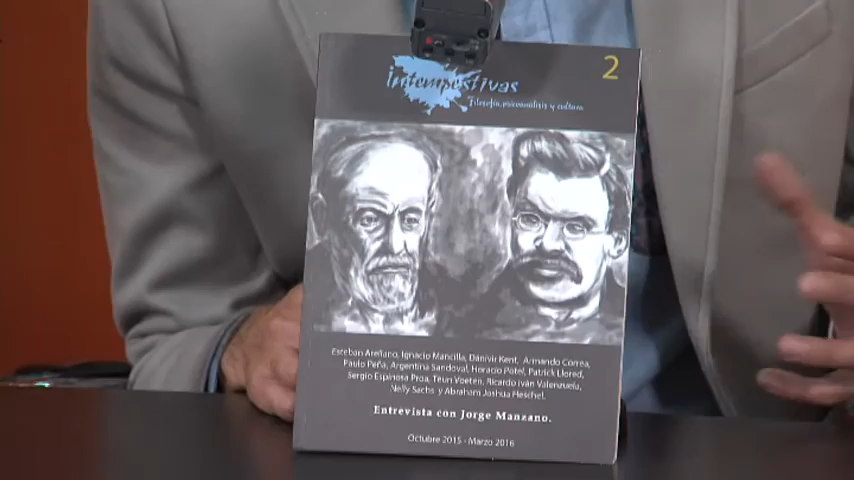 2
intempestivas
Filosofía, psicoanálisis y cultura
Esteban Arellano, Ignacio Mancilla, Danivir Kent, Armando Correa,
Paulo Peña, Argentina Sandoval, Horacio Potel, Patrick Llored,
Sergio Espinosa Proa, Teun Voeten, Ricardo Iván Valenzuela,
Nelly Sachs y Abraham Joshua Heschel.
Entrevista con Jorge Manzano.
Octubre 2015 - Marzo 2016